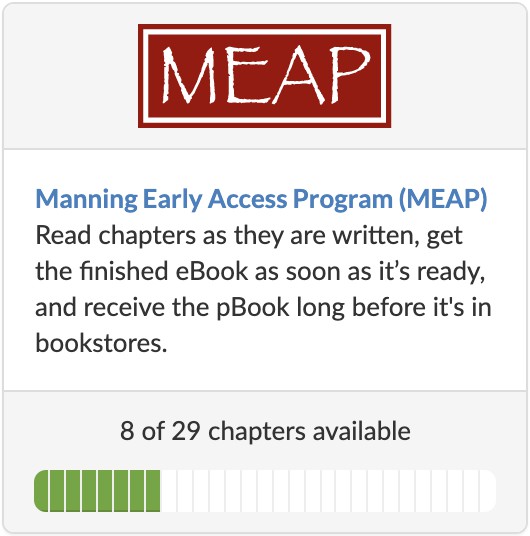 MEAP
Manning Early Access Program (MEAP)
Read chapters as they are written, get
the finished eBook as soon as it’s ready,
and receive the pBook long before it's in
bookstores.
8 of 29 chapters available